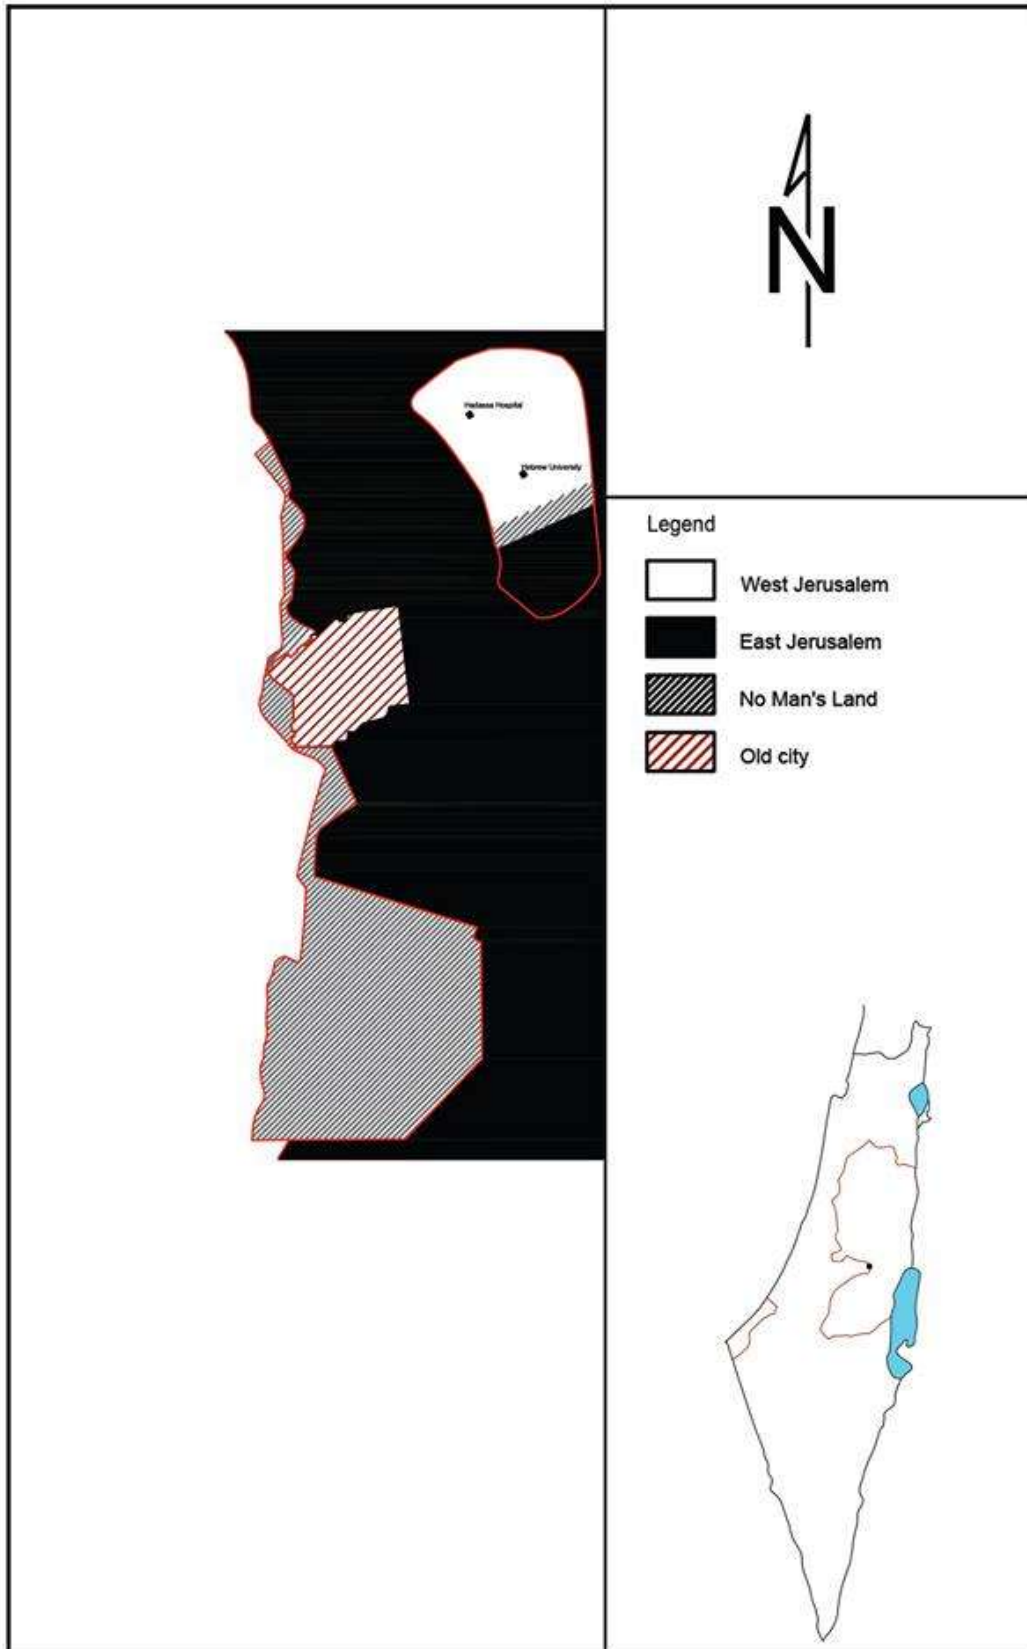 N
Hadassa Hospital
Hebrew University
Legend
West Jerusalem
East Jerusalem
No Man's Land
Old city